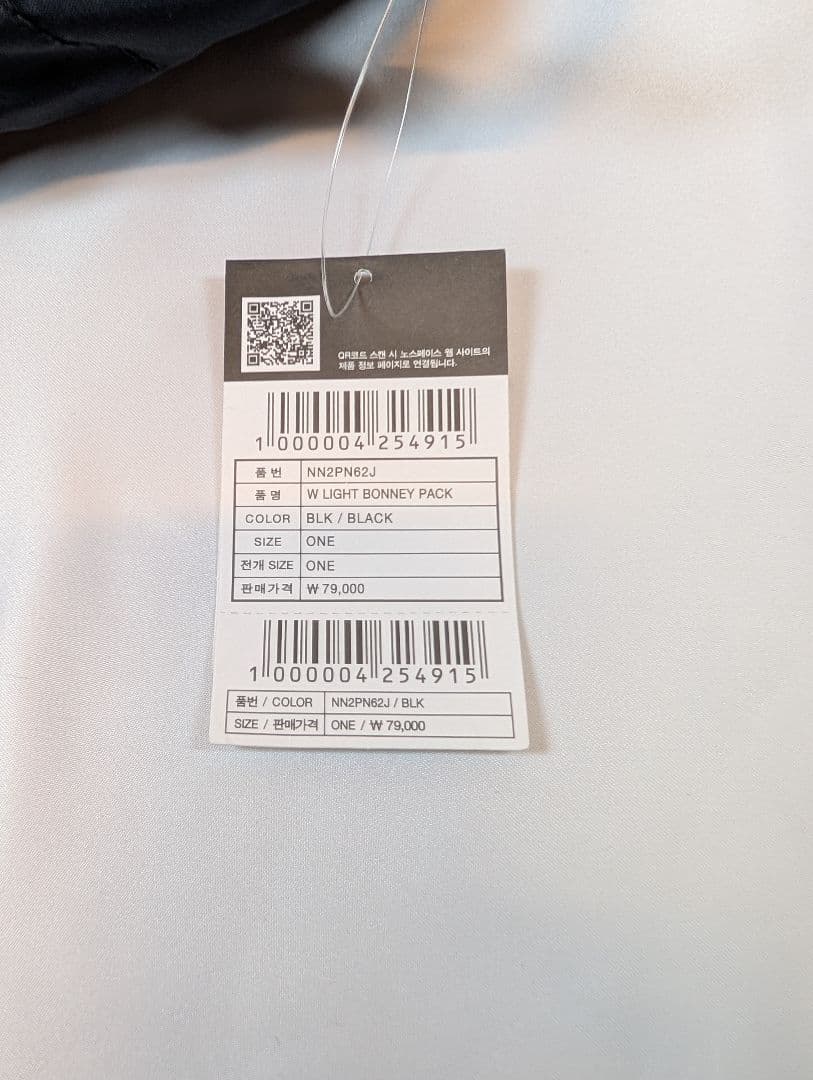 QR코드 스캔 시 노스페이스 웹 사이트의
제품 정보 페이지로 연결됩니다.
1 000004 254915
품 번 NN2PN62J
품 명 W LIGHT BONNEY PACK
COLOR BLK / BLACK
SIZE ONE
전개 SIZE ONE
판매가격 ₩ 79,000
1 000004 254915
품번 / COLOR NN2PN62J / BLK
SIZE / 판매가격 ONE / ₩ 79,000